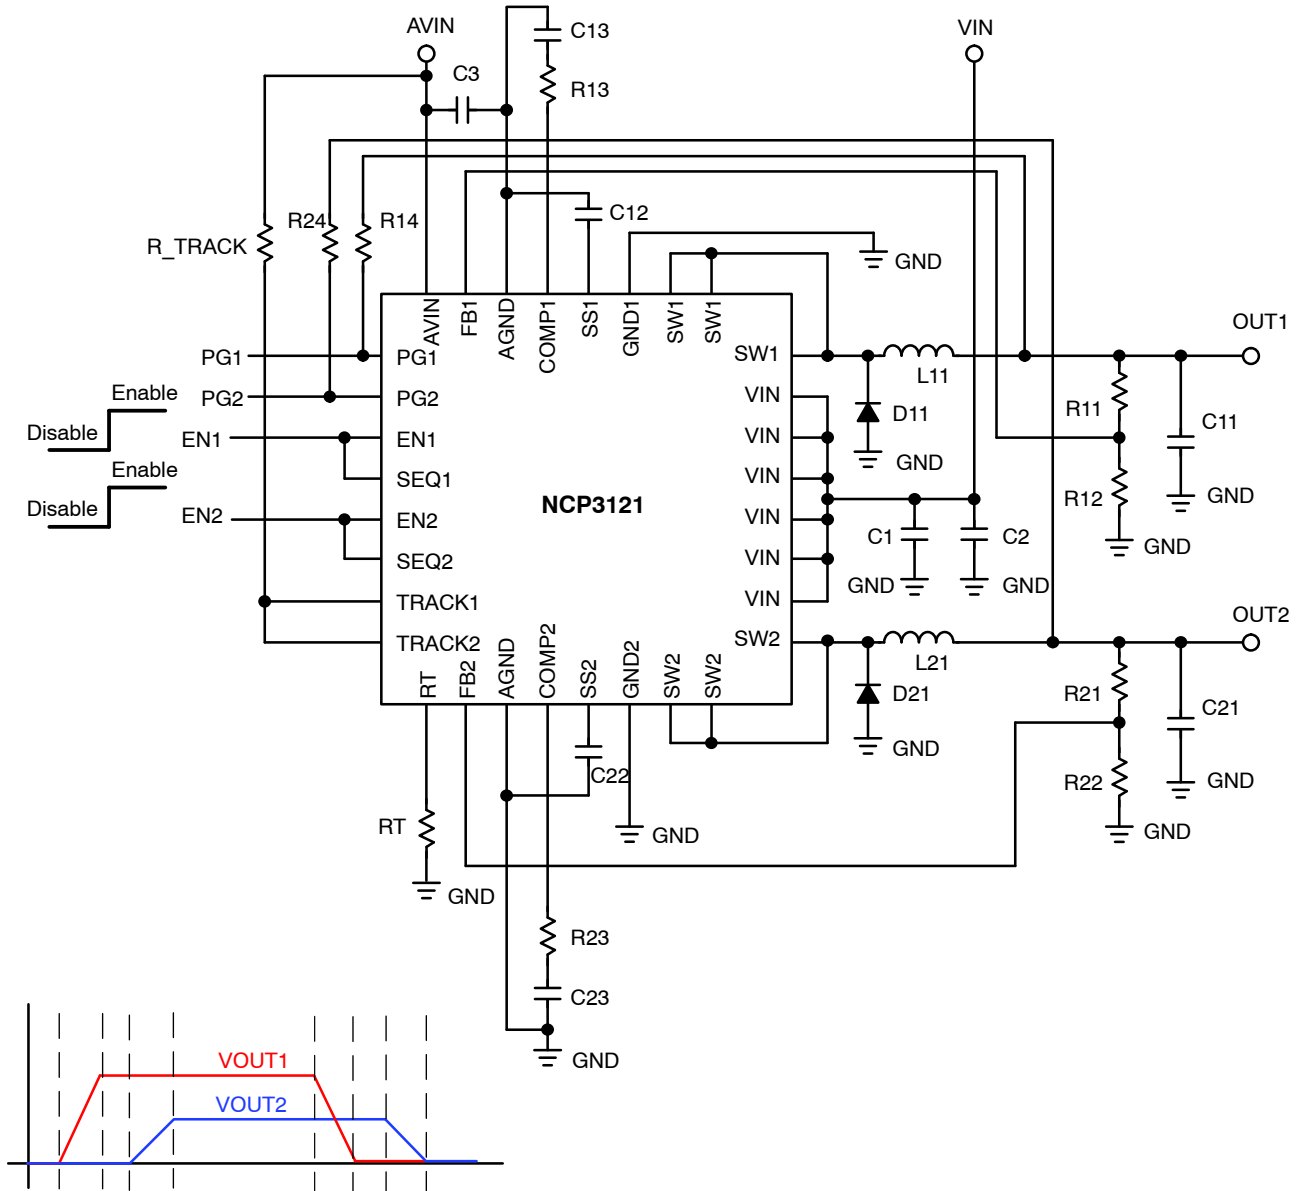 AVIN
VIN
C13
C3
R13
R24
R14
C12
R_TRACK
GND
AVIN
FB1
AGND
COMP1
SS1
GND1
SW1
SW1
OUT1
PG1
PG1
SW1
L11
Enable
PG2
PG2
VIN
D11
R11
C11
Disable
EN1
EN1
VIN
GND
Enable
SEQ1
VIN
GND
R12
NCP3121
Disable
EN2
EN2
VIN
C1
C2
GND
SEQ2
VIN
GND
GND
TRACK1
VIN
OUT2
TRACK2
SW2
L21
RT
FB2
AGND
COMP2
SS2
GND2
SW2
SW2
D21
R21
C21
GND
C22
R22
GND
RT
GND
GND
GND
R23
C23
GND
VOUT1
VOUT2